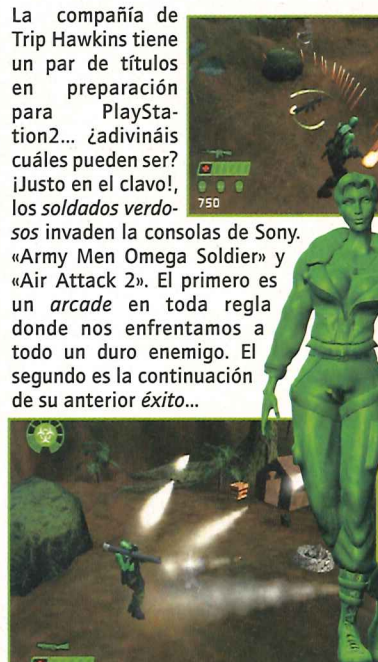 La compañía de
Trip Hawkins tiene
un par de títulos
en preparación
para PlaySta-
tion2... ¿adivináis
cuáles pueden ser?
¡Justo en el clavo!,
los soldados verdo-
sos invaden la consolas de Sony.
«Army Men Omega Soldier» y
«Air Attack 2». El primero es
un arcade en toda regla
donde nos enfrentamos a
todo un duro enemigo. El
segundo es la continuación
de su anterior éxito...
750